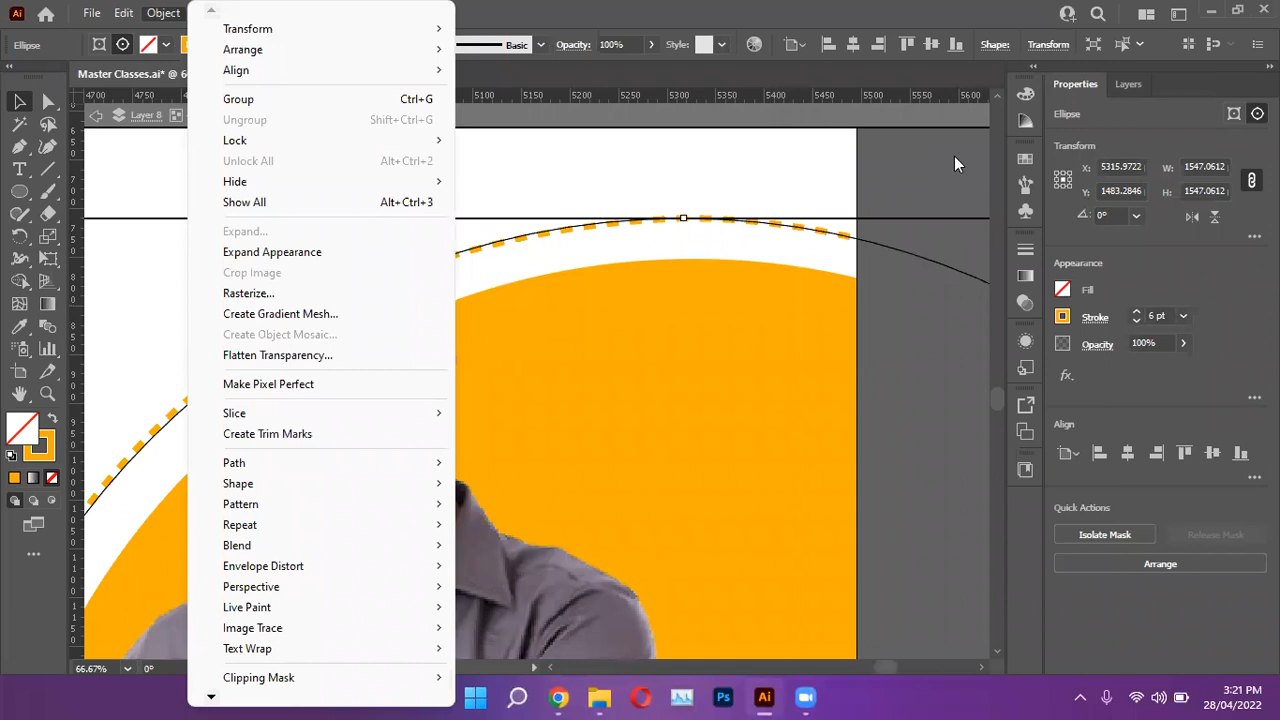 Ai File Edit Object
Ellipse Basic Opacity: 100% Style: Shape: Transform
Master Classes.ai* @ 6
4700 4750 5100 5150 5200 5250 5300 5350 5400 5450 5500 5550 5600
Layer 8
Transform
Arrange
Align
Group Ctrl+G
Ungroup Shift+Ctrl+G
Lock
Unlock All Alt+Ctrl+2
Hide
Show All Alt+Ctrl+3
Expand...
Expand Appearance
Crop Image
Rasterize...
Create Gradient Mesh...
Create Object Mosaic...
Flatten Transparency...
Make Pixel Perfect
Slice
Create Trim Marks
Path
Shape
Pattern
Repeat
Blend
Envelope Distort
Perspective
Live Paint
Image Trace
Text Wrap
Clipping Mask
Properties Layers
Ellipse
Transform
X: 5315.3972 W: 1547.0612
Y: 1483.2846 H: 1547.0612
0°
Appearance
Fill
Stroke 6 pt
Opacity 100%
fx.
Align
Quick Actions
Isolate Mask Release Mask
Arrange
66.67% 0°
Ps Ai
3:21 PM
28/04/2022